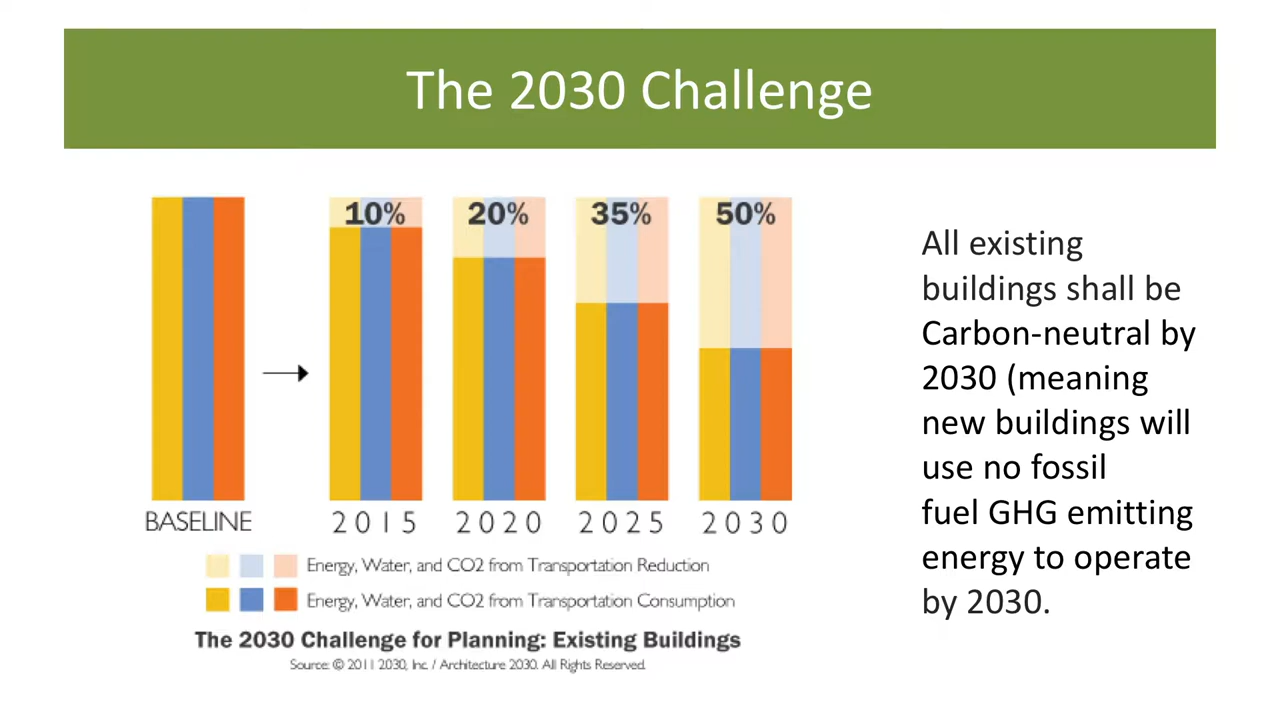 The 2030 Challenge
10% 20% 35% 50%
BASELINE 2015 2020 2025 2030
Energy, Water, and CO2 from Transportation Reduction
Energy, Water, and CO2 from Transportation Consumption
The 2030 Challenge for Planning: Existing Buildings
Source: © 2011 2030, Inc. / Architecture 2030. All Rights Reserved.
All existing
buildings shall be
Carbon-neutral by
2030 (meaning
new buildings will
use no fossil
fuel GHG emitting
energy to operate
by 2030.